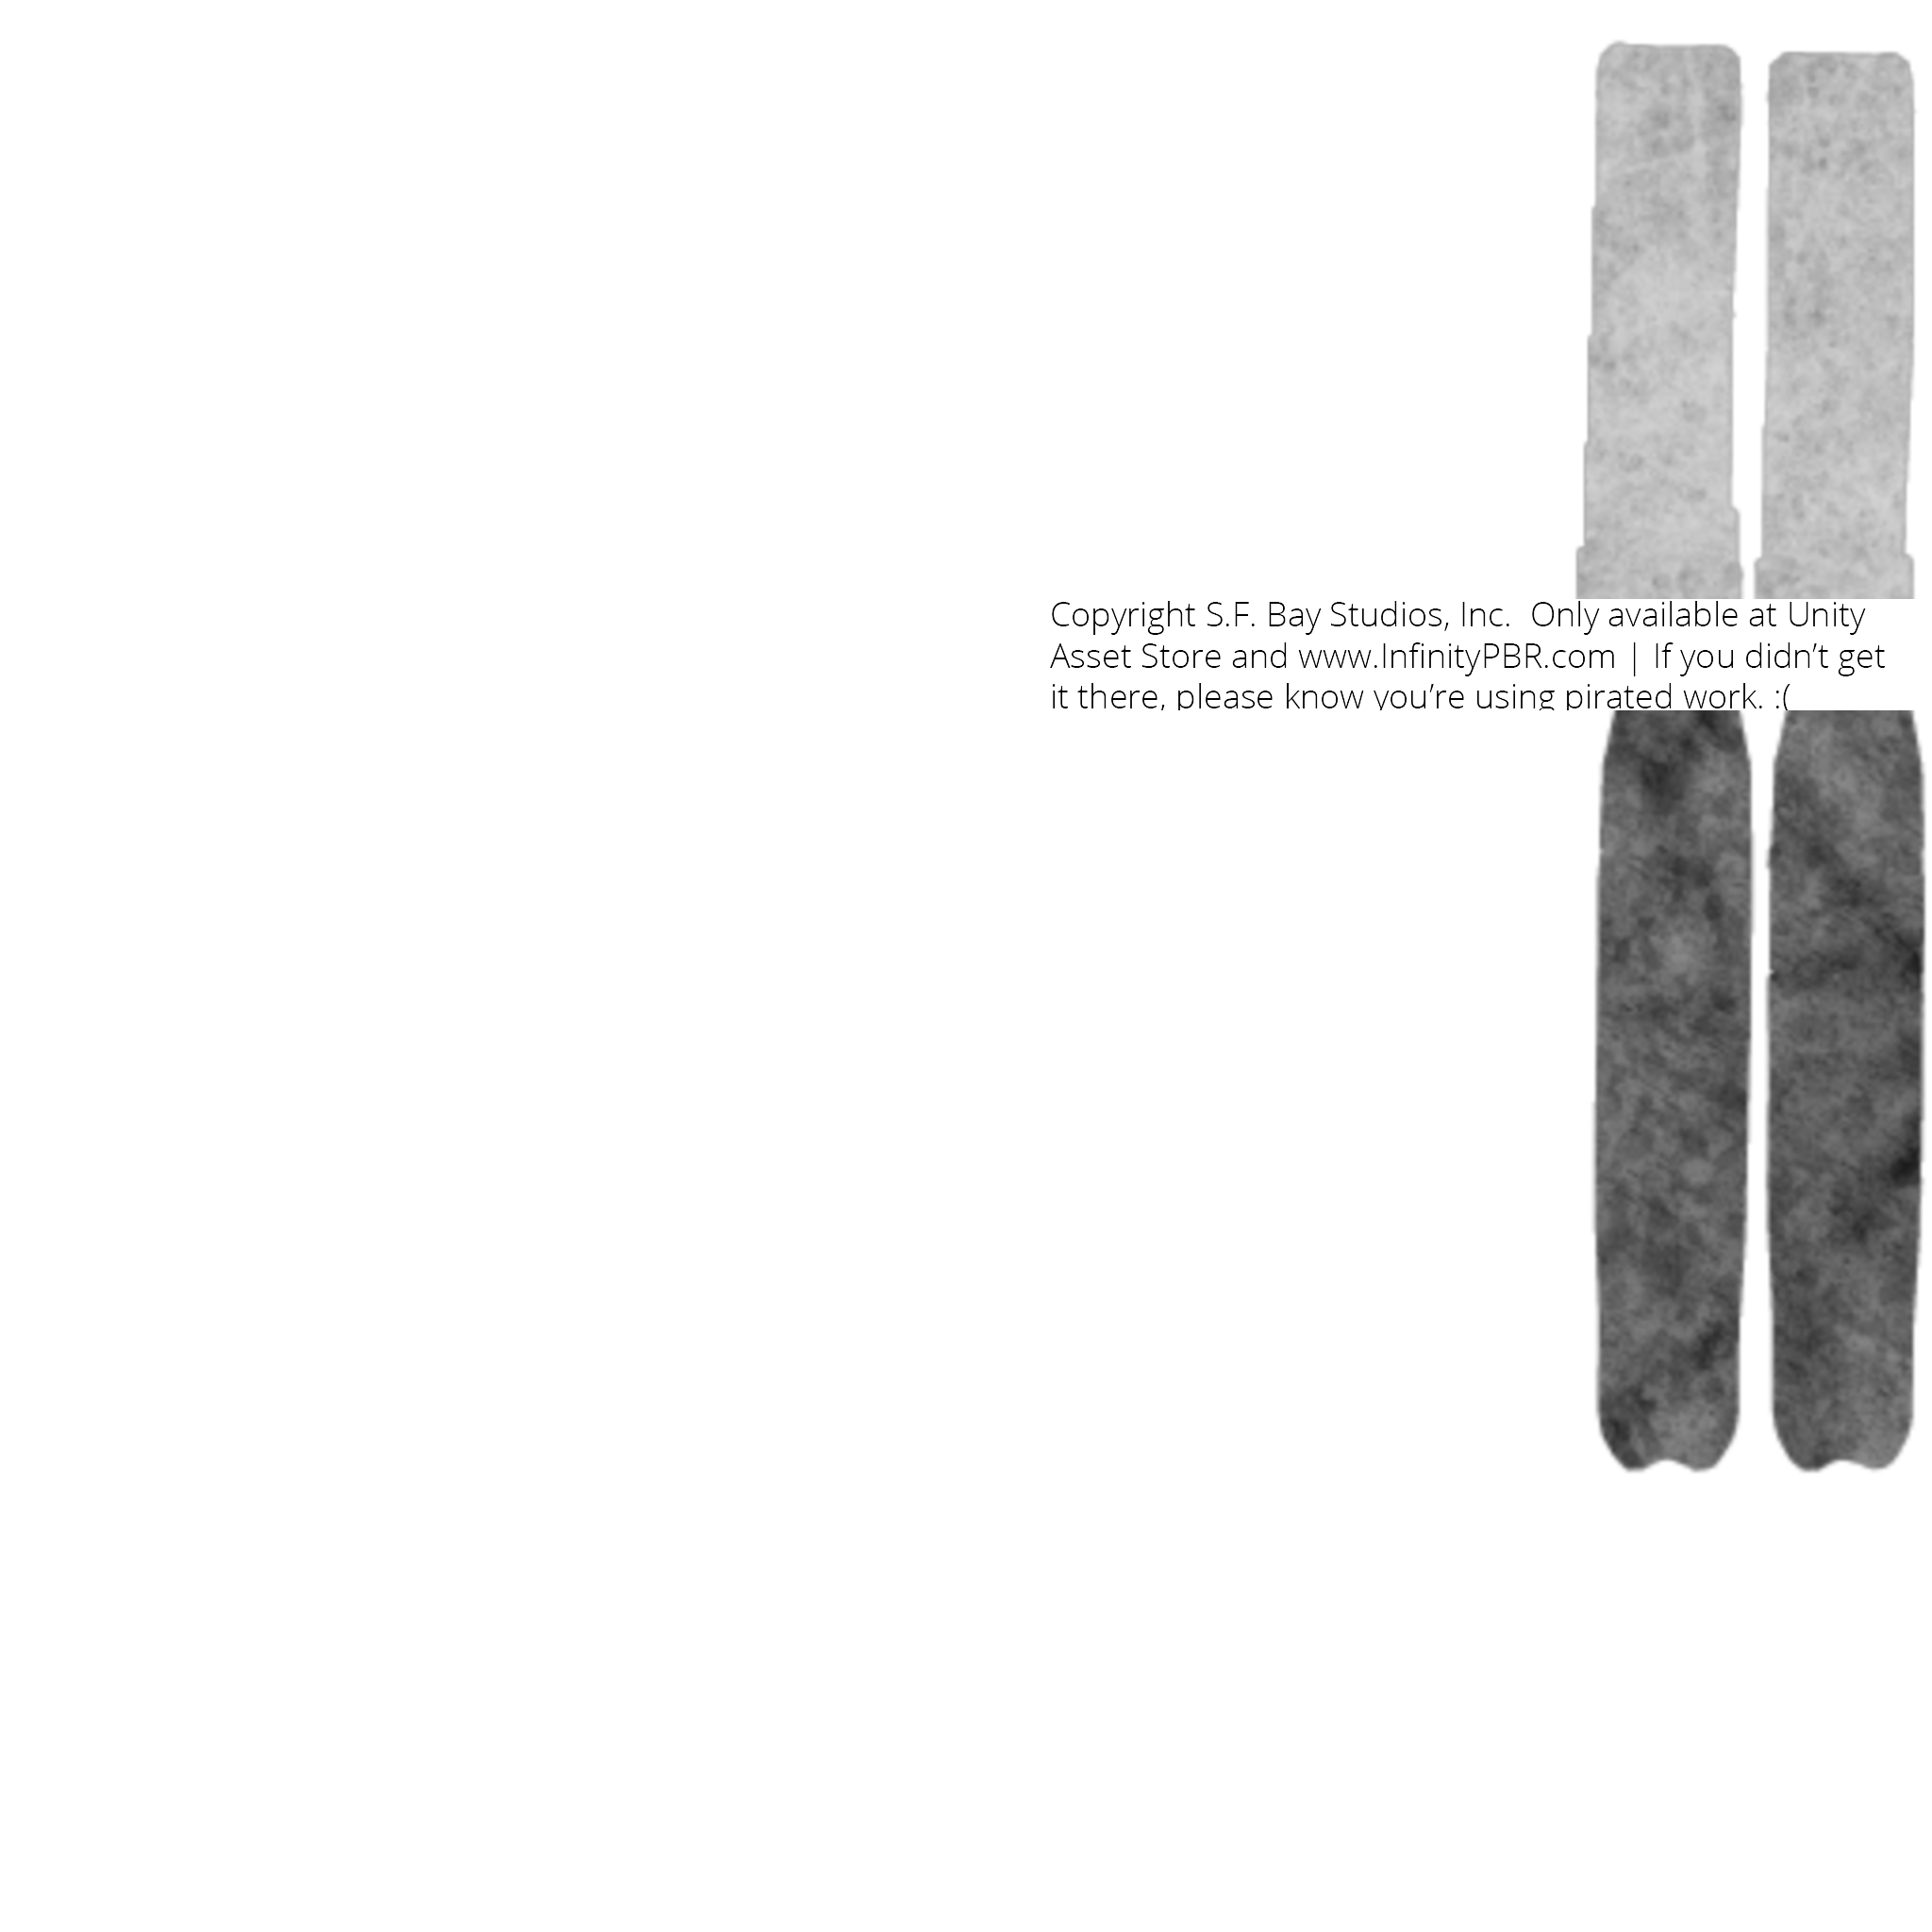 Copyright S.F. Bay Studios, Inc.  Only available at Unity
Asset Store and www.InfinityPBR.com | If you didn’t get
it there, please know you’re using pirated work. :(